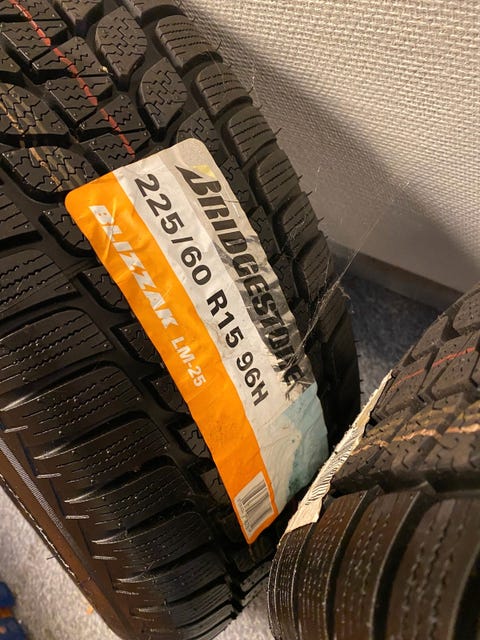 BRIDGESTONE
225/60 R15 96H
BLIZZAK LM-25